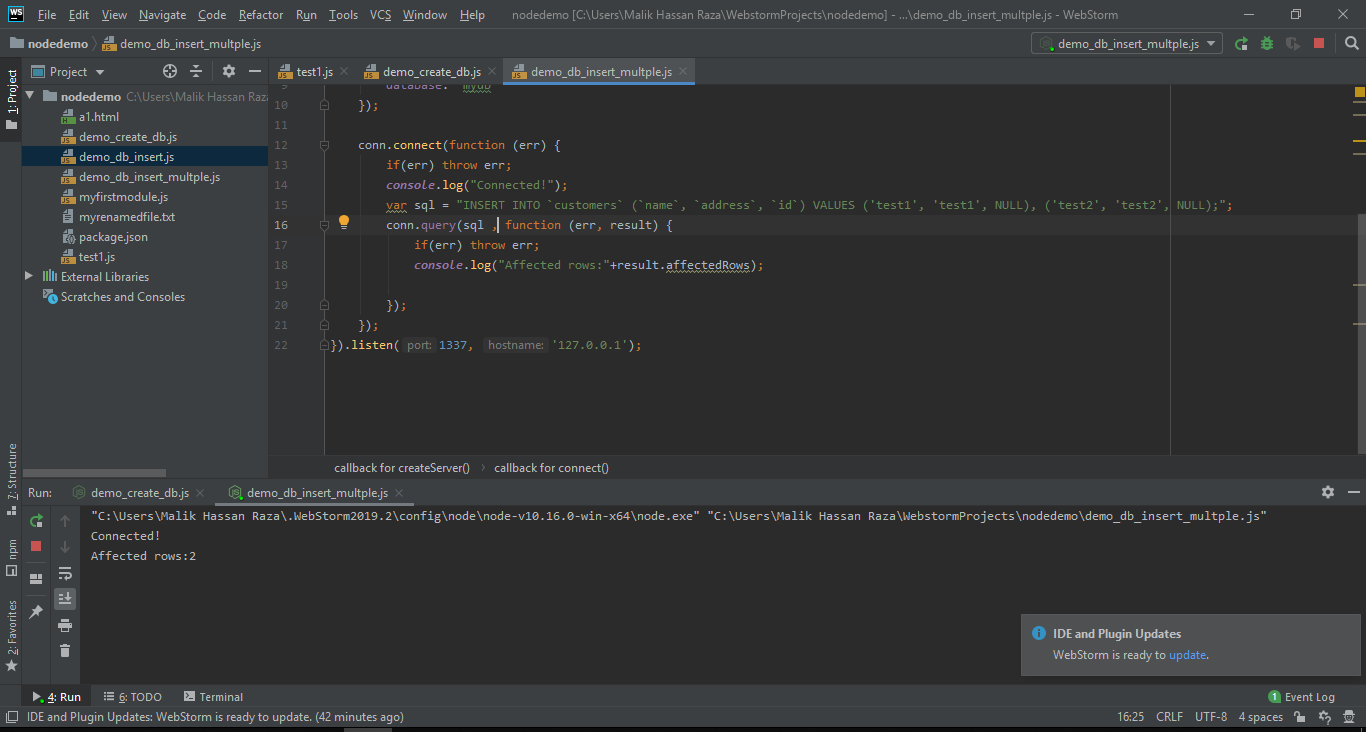 WS File Edit View Navigate Code Refactor Run Tools VCS Window Help nodedemo [C:\Users\Malik Hassan Raza\WebstormProjects\nodedemo] - ...\demo_db_insert_multple.js - WebStorm
nodedemo demo_db_insert_multple.js demo_db_insert_multple.js
Project test1.js demo_create_db.js demo_db_insert_multple.js
1: Project
nodedemo C:\Users\Malik Hassan Raza
a1.html
demo_create_db.js
demo_db_insert.js
demo_db_insert_multple.js
myfirstmodule.js
myrenamedfile.txt
package.json
test1.js
External Libraries
Scratches and Consoles
9 database: "mydb"
10 });
11
12 conn.connect(function (err) {
13 if(err) throw err;
14 console.log("Connected!");
15 var sql = "INSERT INTO `customers` (`name`, `address`, `id`) VALUES ('test1', 'test1', NULL), ('test2', 'test2', NULL);";
16 conn.query(sql , function (err, result) {
17 if(err) throw err;
18 console.log("Affected rows:"+result.affectedRows);
19
20 });
21 });
22 }).listen( port: 1337, hostname: '127.0.0.1');
callback for createServer() callback for connect()
7: Structure
npm
2: Favorites
Run: demo_create_db.js demo_db_insert_multple.js
"C:\Users\Malik Hassan Raza\.WebStorm2019.2\config\node\node-v10.16.0-win-x64\node.exe" "C:\Users\Malik Hassan Raza\WebstormProjects\nodedemo\demo_db_insert_multple.js"
Connected!
Affected rows:2
IDE and Plugin Updates
WebStorm is ready to update.
4: Run 6: TODO Terminal 1 Event Log
IDE and Plugin Updates: WebStorm is ready to update. (42 minutes ago) 16:25 CRLF UTF-8 4 spaces